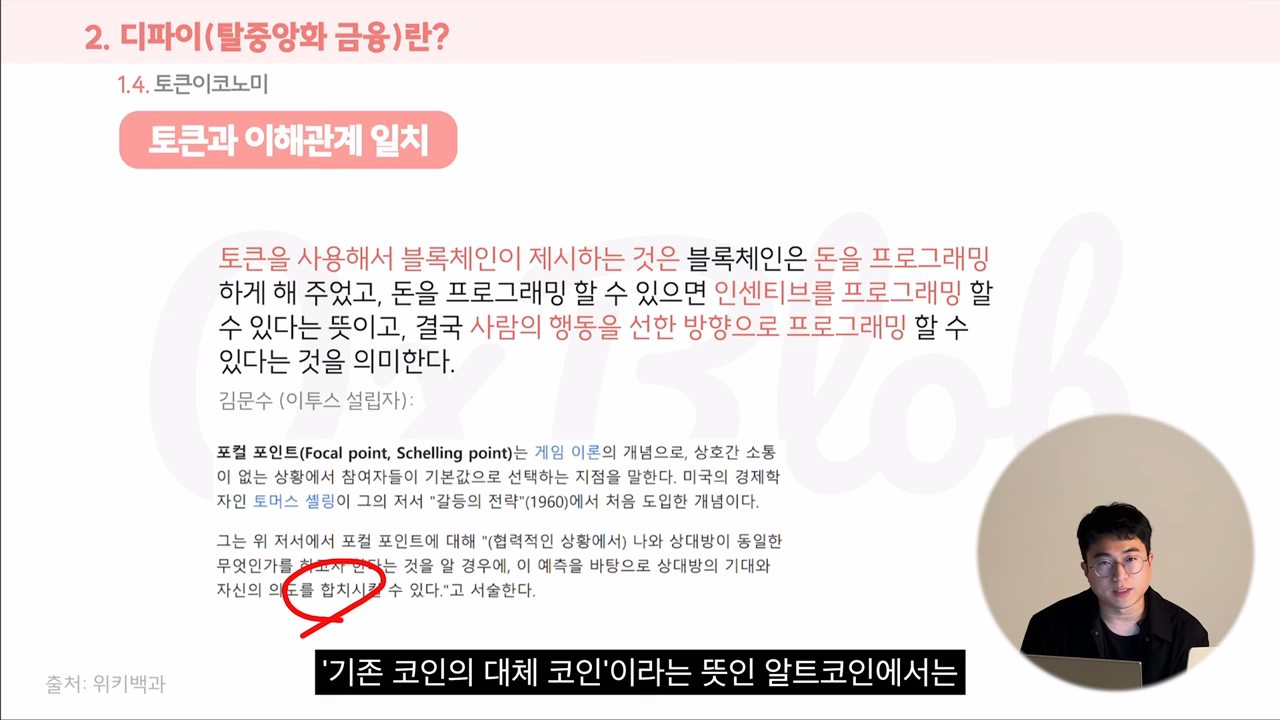 2. 디파이(탈중앙화 금융)란?
1.4. 토큰이코노미
토큰과 이해관계 일치
토큰을 사용해서 블록체인이 제시하는 것은 블록체인은 돈을 프로그래밍
하게 해 주었고, 돈을 프로그래밍 할 수 있으면 인센티브를 프로그래밍 할
수 있다는 뜻이고, 결국 사람의 행동을 선한 방향으로 프로그래밍 할 수
있다는 것을 의미한다.
김문수 (이투스 설립자):
포컬 포인트(Focal point, Schelling point)는 게임 이론의 개념으로, 상호간 소통
이 없는 상황에서 참여자들이 기본값으로 선택하는 지점을 말한다. 미국의 경제학
자인 토머스 셸링이 그의 저서 "갈등의 전략"(1960)에서 처음 도입한 개념이다.
그는 위 저서에서 포컬 포인트에 대해 "(협력적인 상황에서) 나와 상대방이 동일한
무엇인가를 하고자 한다는 것을 알 경우에, 이 예측을 바탕으로 상대방의 기대와
자신의 의도를 합치시킬 수 있다."고 서술한다.
'기존 코인의 대체 코인'이라는 뜻인 알트코인에서는
출처: 위키백과